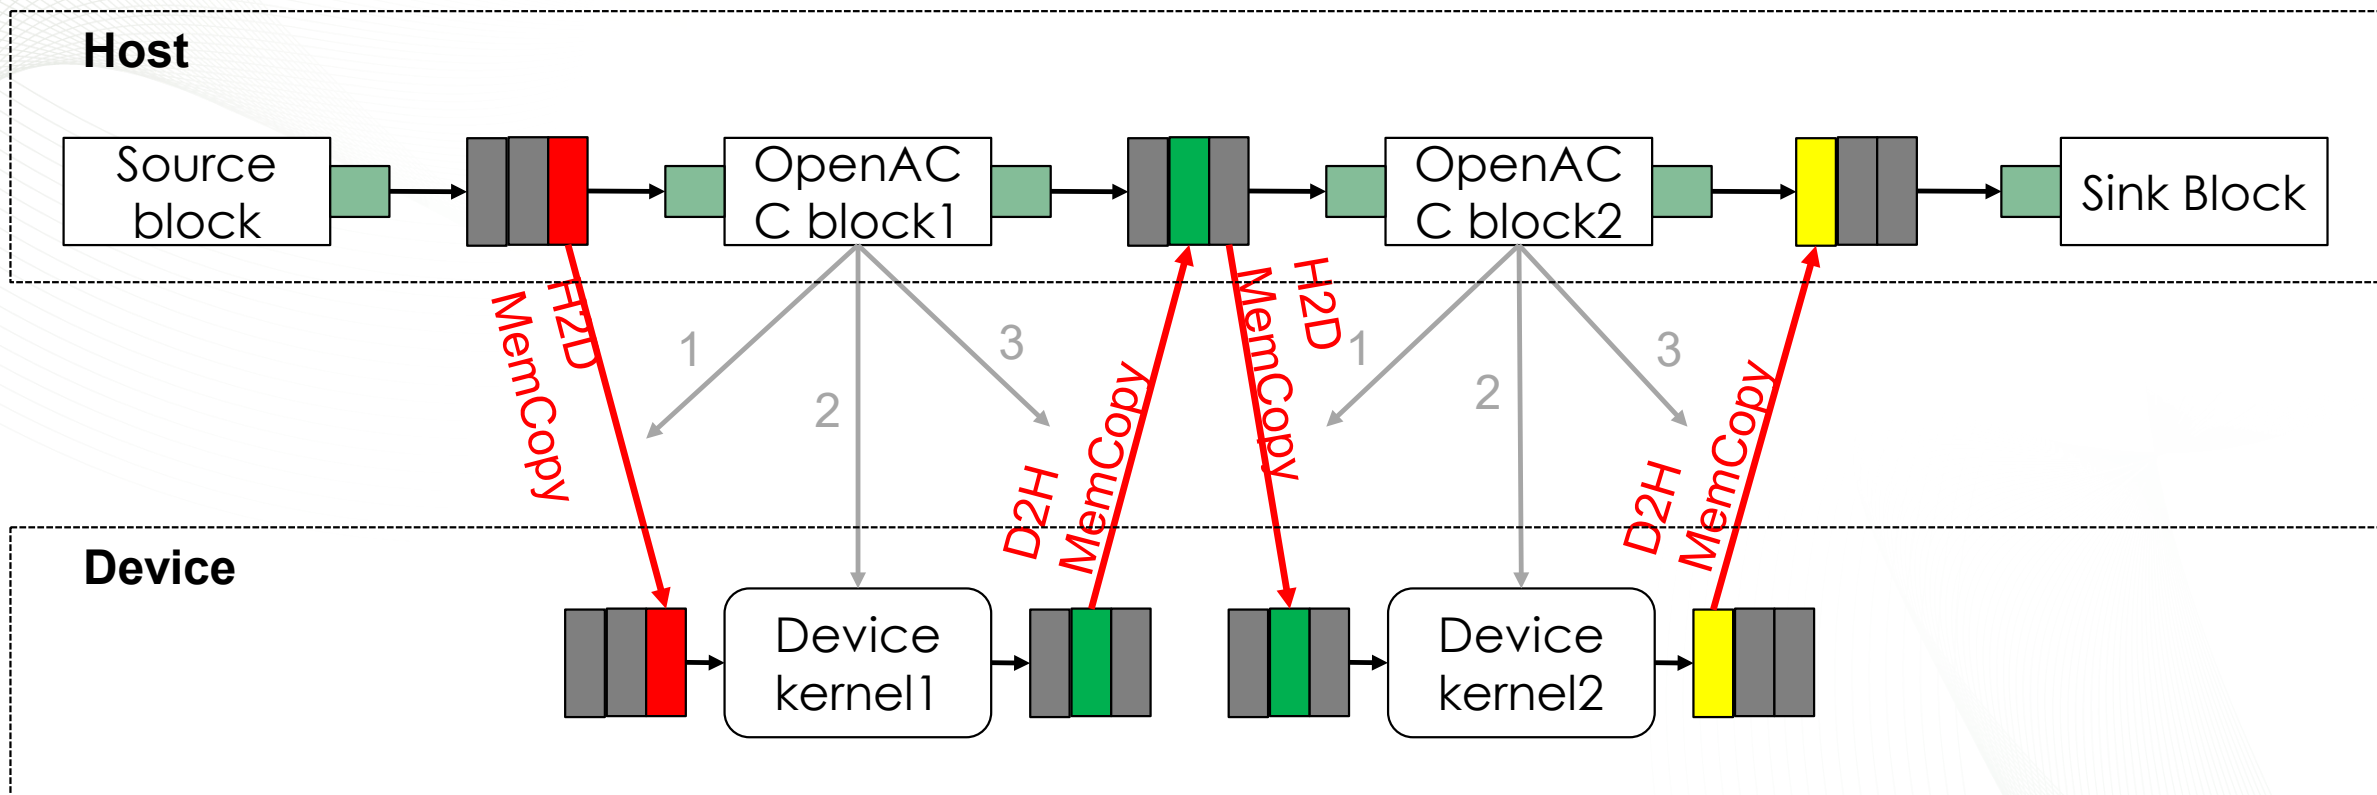 Host
Source
block
OpenAC
C block1
OpenAC
C block2
Sink Block
H2D
MemCopy
1
2
3
D2H
MemCopy
H2D
MemCopy
1
2
3
D2H
MemCopy
Device
Device
kernel1
Device
kernel2